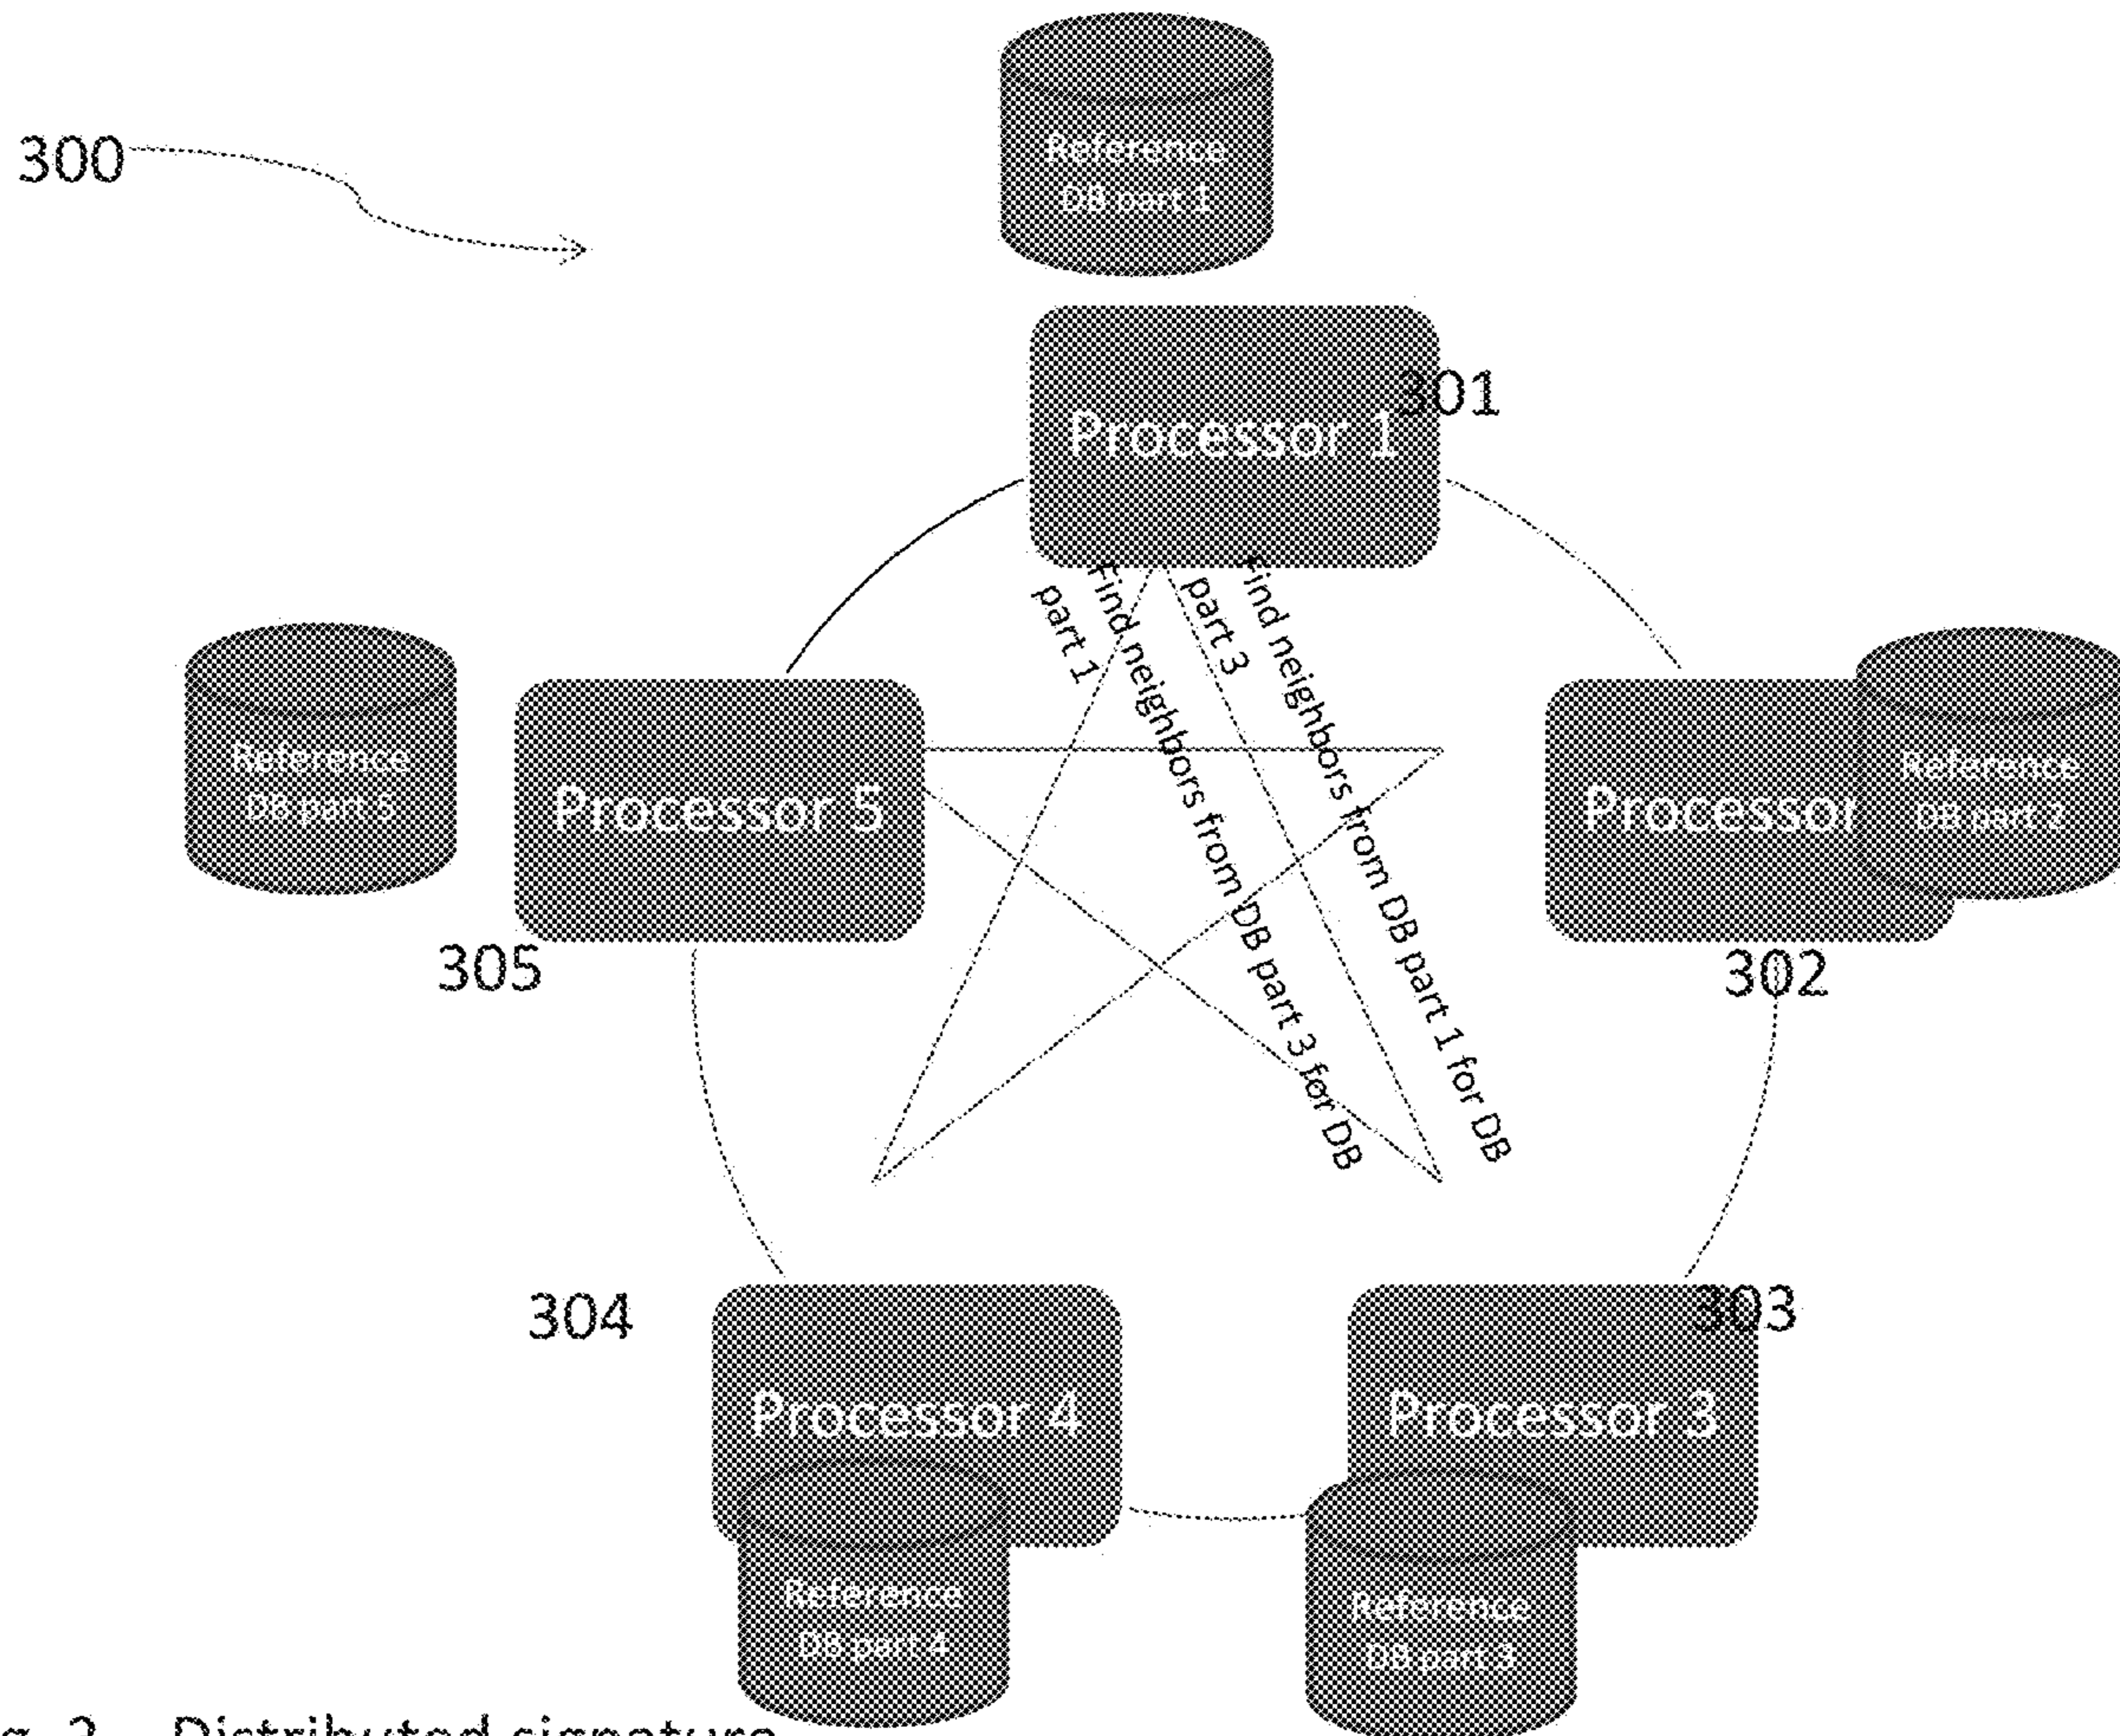 300
Reference
DB part 1
301
Processor 1
Find neighbors from DB part 3 for DB
part 1
Find neighbors from DB part 1 for DB
part 3
Reference
DB part 5
Processor 5
305
Processor
Reference
DB part 2
302
304
Processor 4
Reference
DB part 4
303
Processor 3
Reference
DB part 3
Distributed signature